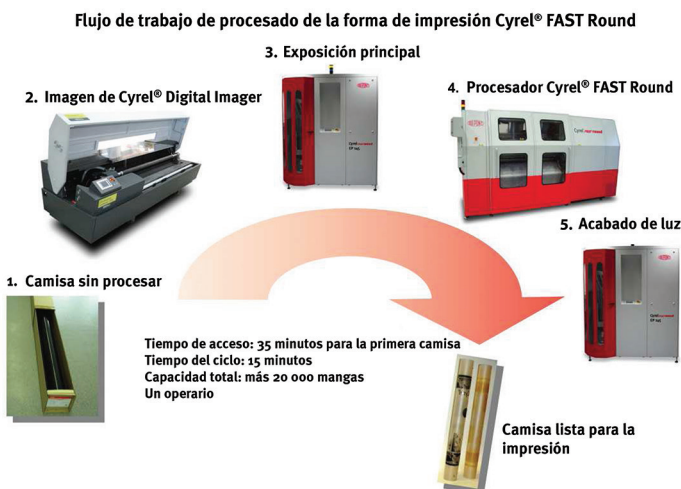 Flujo de trabajo de procesado de la forma de impresión Cyrel® FAST Round
3. Exposición principal
2. Imagen de Cyrel® Digital Imager
4. Procesador Cyrel® FAST Round
5. Acabado de luz
1. Camisa sin procesar
Tiempo de acceso: 35 minutos para la primera camisa
Tiempo del ciclo: 15 minutos
Capacidad total: más 20 000 mangas
Un operario
Camisa lista para la
impresión